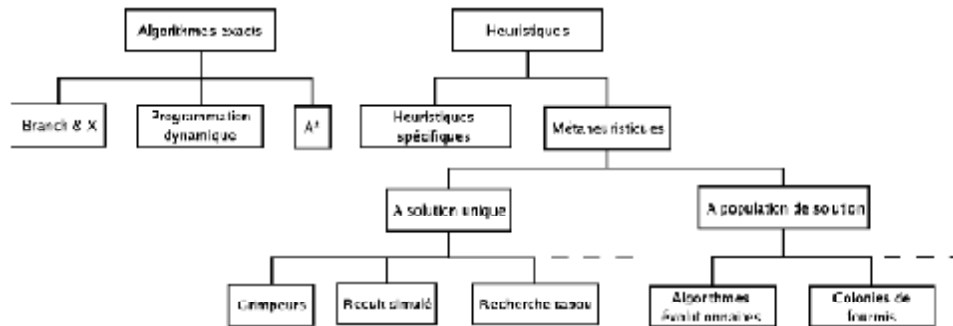 Algorithmes exacts
Heuristiques
Branch & X
Programmation
dynamique
A*
Heuristiques
spécifiques
Métaheuristiques
A solution unique
A population de solution
Grimpeurs
Recuit simulé
Recherche tabou
Algorithmes
évolutionnaires
Colonies de
fourmis